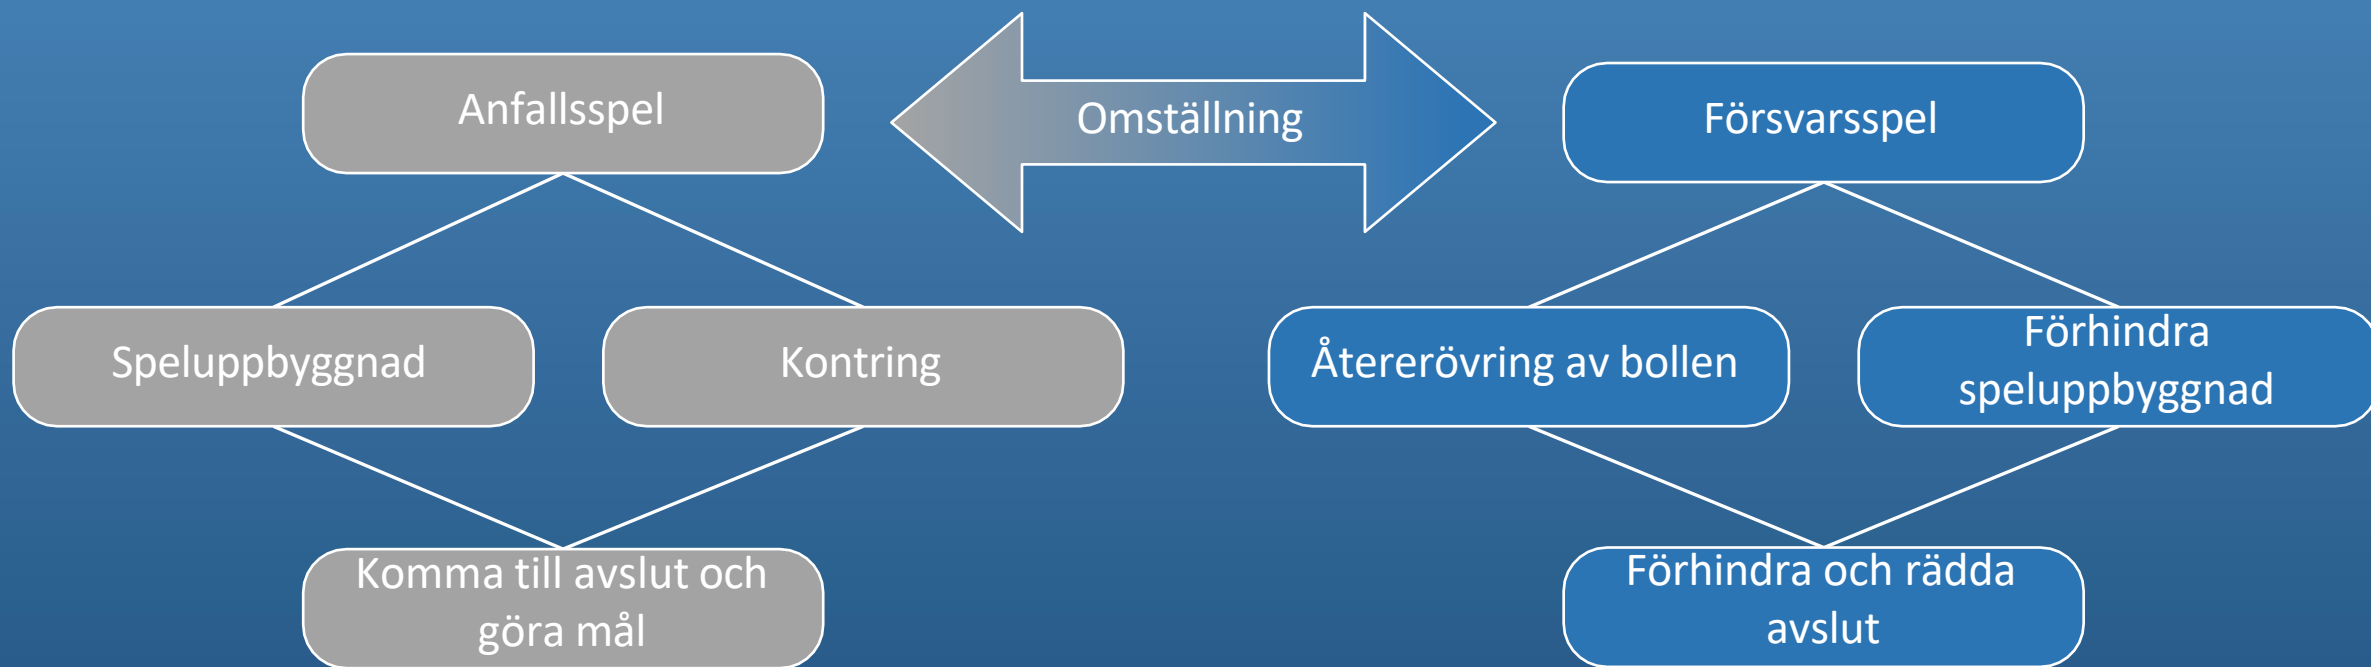 Anfallsspel
Omställning
Försvarsspel
Speluppbyggnad
Kontring
Återerövring av bollen
Förhindra
speluppbyggnad
Komma till avslut och
göra mål
Förhindra och rädda
avslut